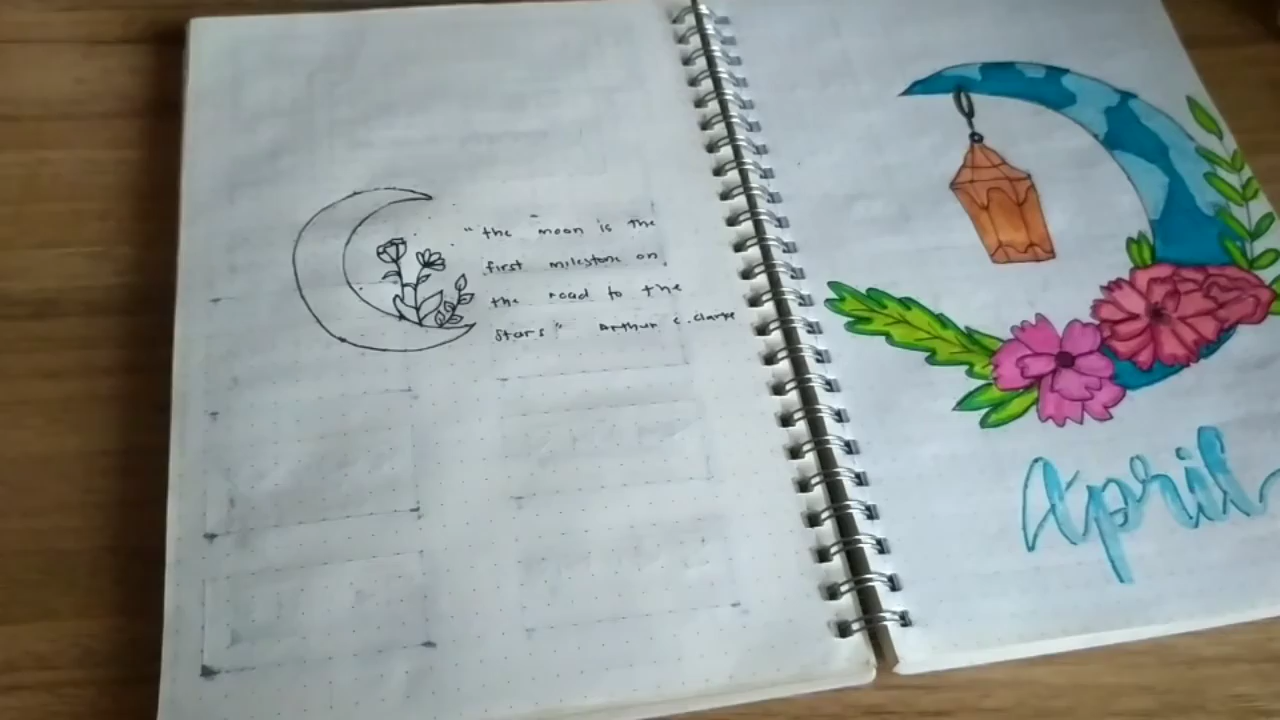 "the moon is the
first milestone on
the road to the
stars" Arthur c. clarke
April